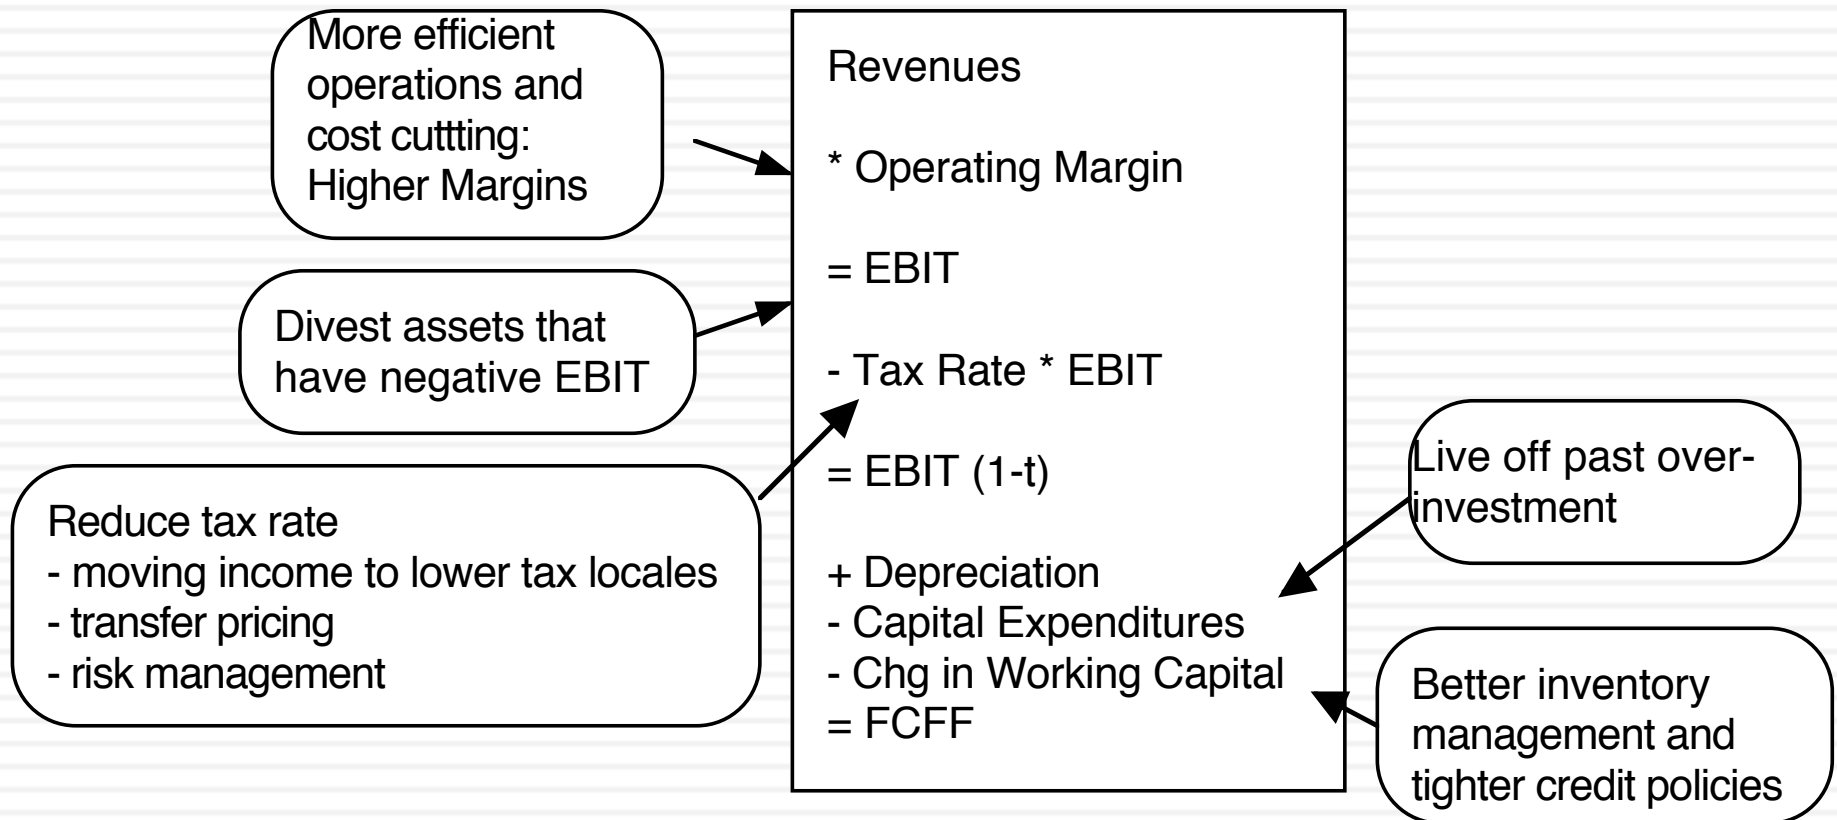 More efficient
operations and
cost cuttting:
Higher Margins
Divest assets that
have negative EBIT
Reduce tax rate
- moving income to lower tax locales
- transfer pricing
- risk management
Revenues
* Operating Margin
= EBIT
- Tax Rate * EBIT
= EBIT (1-t)
+ Depreciation
- Capital Expenditures
- Chg in Working Capital
= FCFF
Live off past over-
investment
Better inventory
management and
tighter credit policies